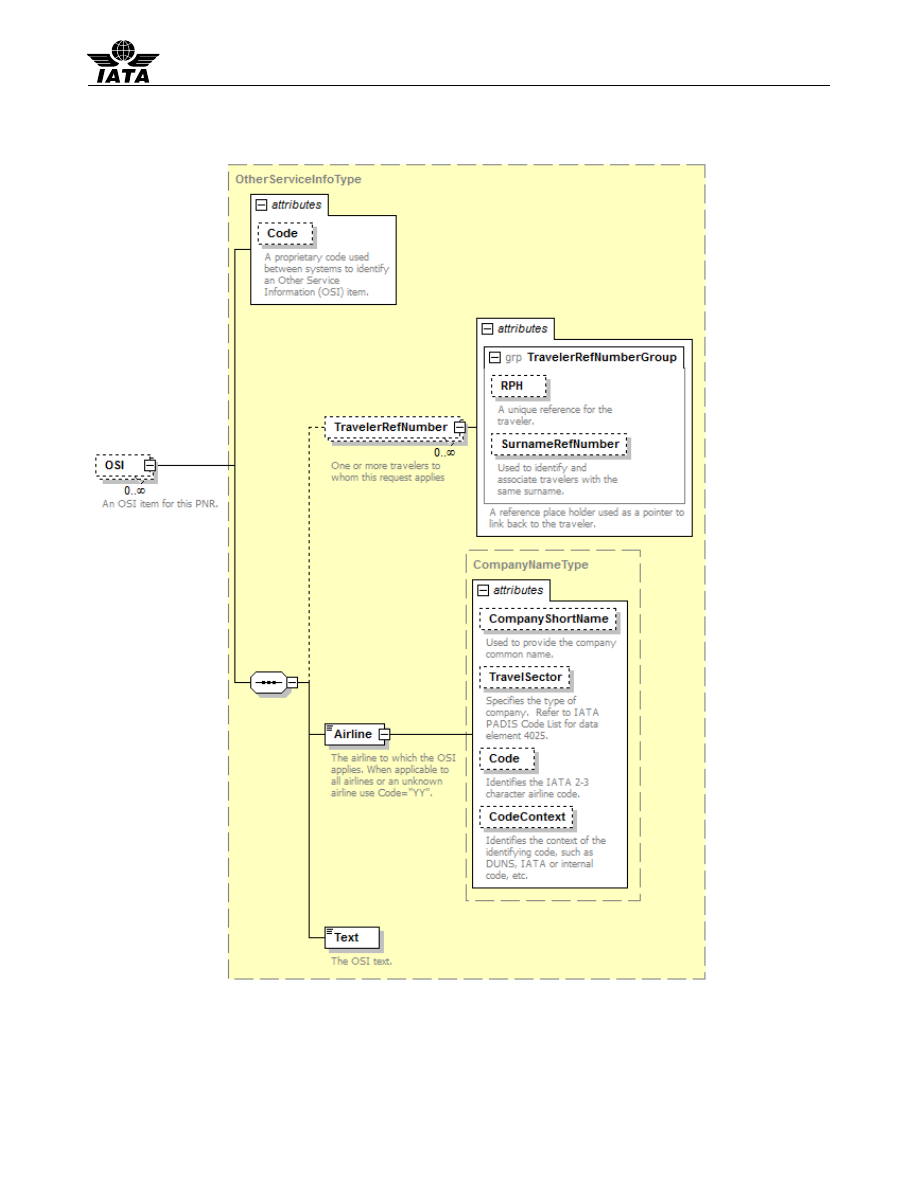 IATA
OtherServiceInfoType
attributes
Code
A proprietary code used
between systems to identify
an Other Service
Information (OSI) item.
attributes
grp TravelerRefNumberGroup
RPH
A unique reference for the
traveler.
SurnameRefNumber
Used to identify and
associate travelers with the
same surname.
A reference place holder used as a pointer to
link back to the traveler.
TravelerRefNumber
0..∞
One or more travelers to
whom this request applies
OSI
0..∞
An OSI item for this PNR.
CompanyNameType
attributes
CompanyShortName
Used to provide the company
common name.
TravelSector
Specifies the type of
company.  Refer to IATA
PADIS Code List for data
element 4025.
Code
Identifies the IATA 2-3
character airline code.
CodeContext
Identifies the context of the
identifying code, such as
DUNS, IATA or internal
code, etc.
Airline
The airline to which the OSI
applies. When applicable to
all airlines or an unknown
airline use Code="YY".
Text
The OSI text.